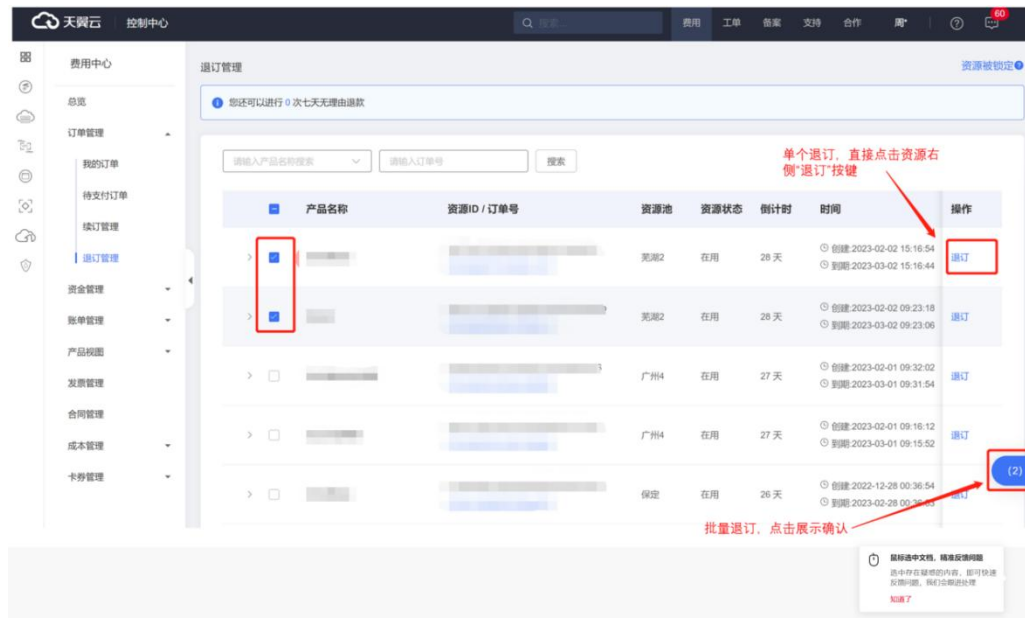 天翼云 控制中心 费用 工单 备案 支持 合作 周* 60
费用中心
退订管理
资源被锁定
总览
您还可以进行 0 次七天无理由退款
订单管理
我的订单
待支付订单
续订管理
退订管理
资金管理
账单管理
产品视图
发票管理
合同管理
成本管理
卡券管理
请输入产品名称搜索 请输入订单号 搜索
单个退订，直接点击资源右
侧“退订”按键
产品名称 资源ID / 订单号 资源池 资源状态 倒计时 时间 操作
芜湖2 在用 28 天 创建:2023-02-02 15:16:54 退订
到期:2023-03-02 15:16:44
芜湖2 在用 28 天 创建:2023-02-02 09:23:18 退订
到期:2023-03-02 09:23:06
广州4 在用 27 天 创建:2023-02-01 09:32:02 退订
到期:2023-03-01 09:31:54
广州4 在用 27 天 创建:2023-02-01 09:16:12 退订
到期:2023-03-01 09:15:52
(2)
保定 在用 26 天 创建:2022-12-28 00:36:54 退订
到期:2023-02-28
批量退订，点击展示确认
鼠标选中文档，精准反馈问题
选中存在疑惑的内容，即可快速
反馈问题，我们会跟进处理
知道了